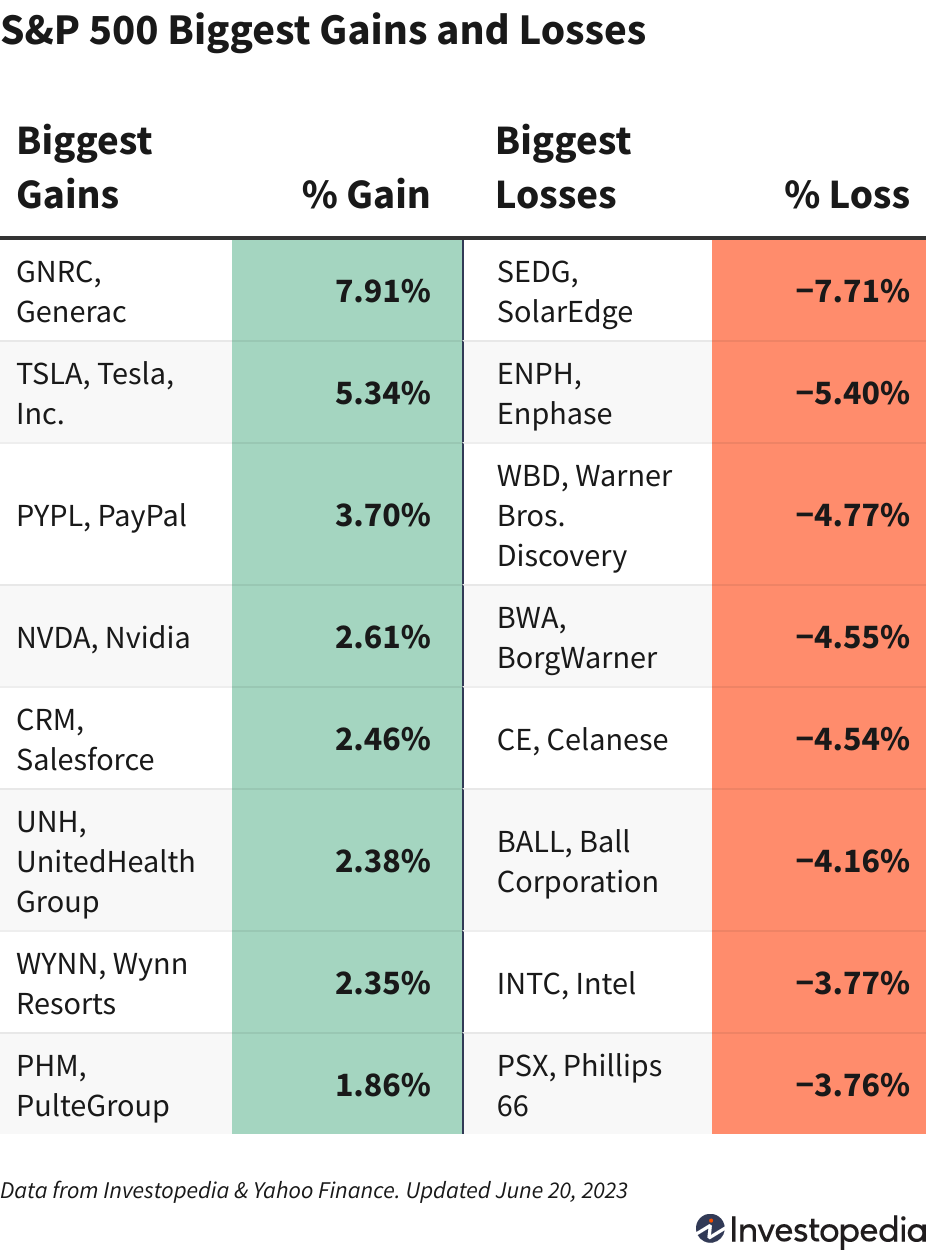 S&P 500 Biggest Gains and Losses
Biggest
Gains
% Gain
Biggest
Losses
% Loss
GNRC,
Generac
7.91%
SEDG,
SolarEdge
−7.71%
TSLA, Tesla,
Inc.
5.34%
ENPH,
Enphase
−5.40%
PYPL, PayPal
3.70%
WBD, Warner
Bros.
Discovery
−4.77%
NVDA, Nvidia
2.61%
BWA,
BorgWarner
−4.55%
CRM,
Salesforce
2.46%
CE, Celanese
−4.54%
UNH,
UnitedHealth
Group
2.38%
BALL, Ball
Corporation
−4.16%
WYNN, Wynn
Resorts
2.35%
INTC, Intel
−3.77%
PHM,
PulteGroup
1.86%
PSX, Phillips
66
−3.76%
Data from Investopedia & Yahoo Finance. Updated June 20, 2023
Investopedia